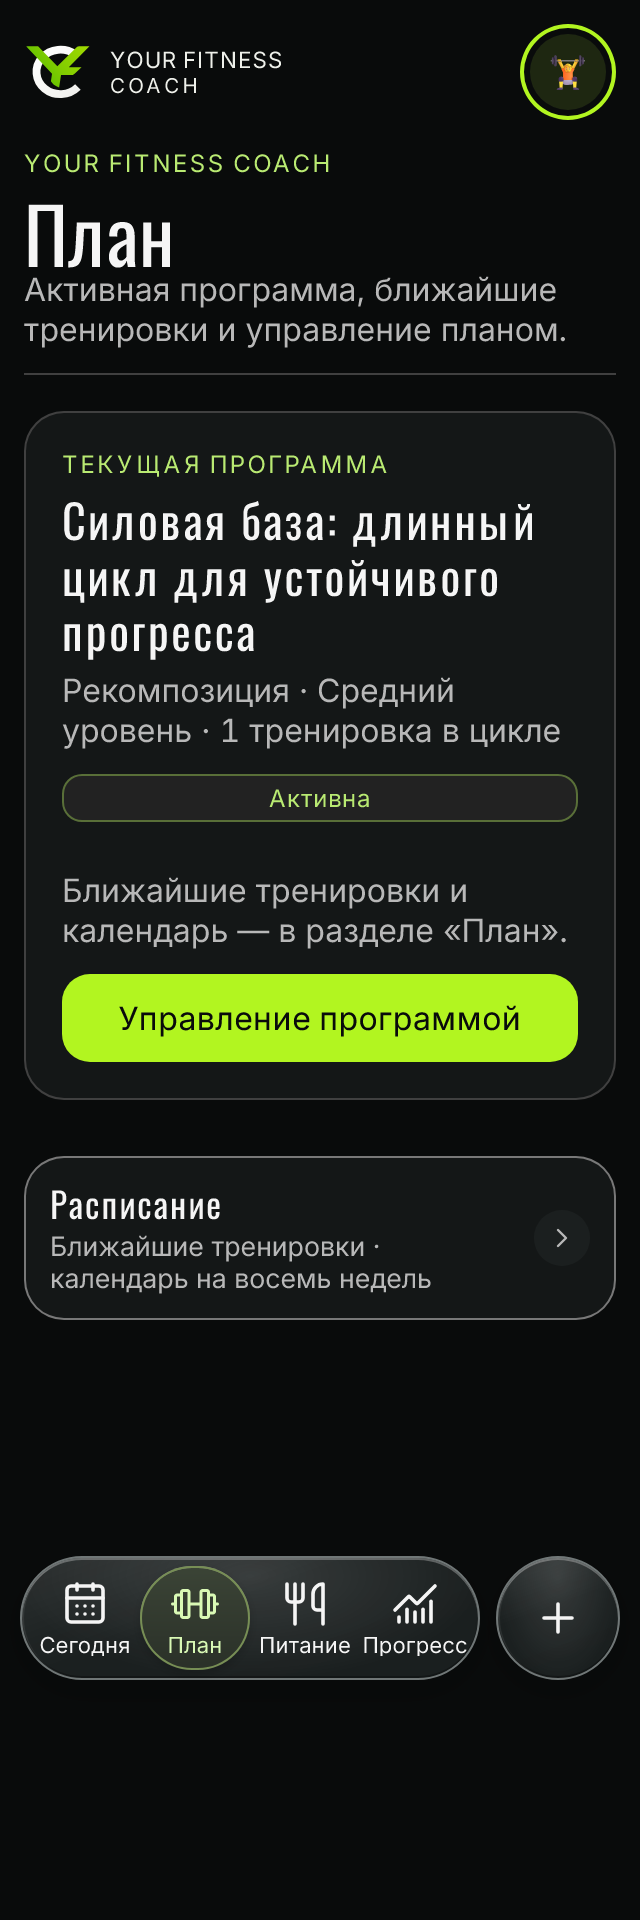 YOUR FITNESS
COACH
YOUR FITNESS COACH
План
Активная программа, ближайшие
тренировки и управление планом.
ТЕКУЩАЯ ПРОГРАММА
Силовая база: длинный
цикл для устойчивого
прогресса
Рекомпозиция · Средний
уровень · 1 тренировка в цикле
Активна
Ближайшие тренировки и
календарь — в разделе «План».
Управление программой
Расписание
Ближайшие тренировки ·
календарь на восемь недель
Сегодня План Питание Прогресс